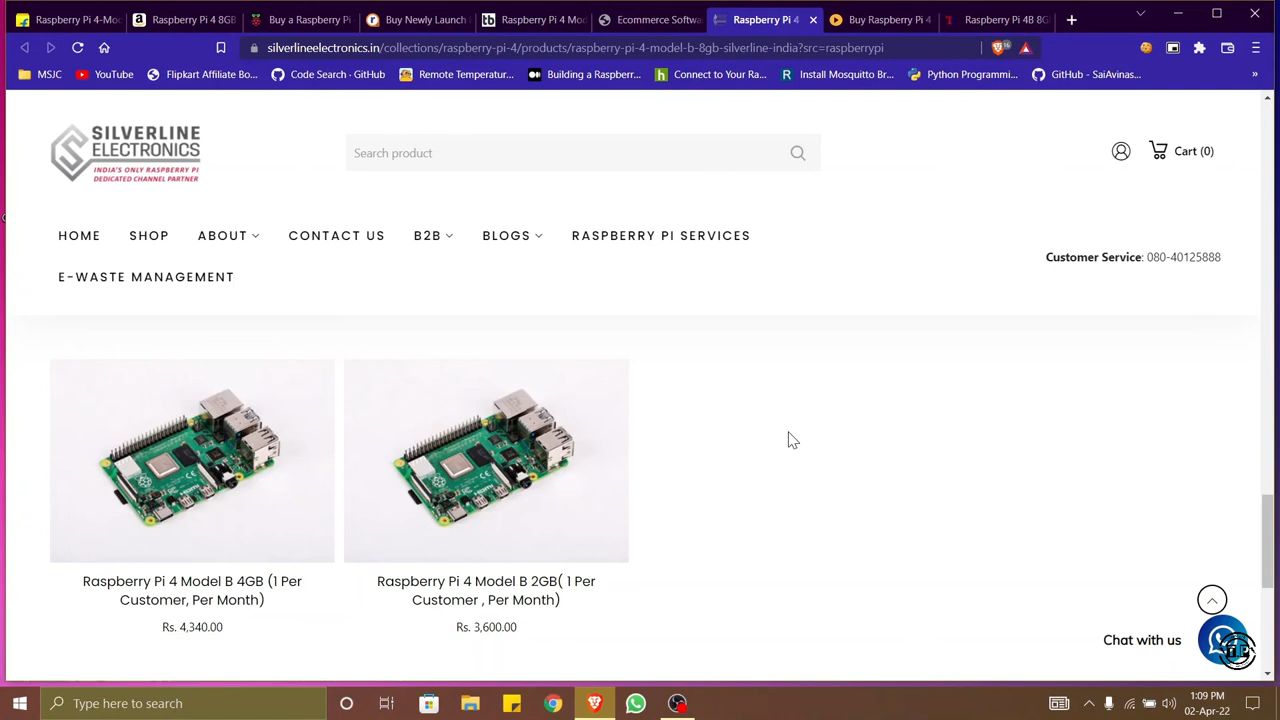 Raspberry Pi 4-Mod
Raspberry Pi 4 8GB
Buy a Raspberry Pi
Buy Newly Launch
Raspberry Pi 4 Mod
Ecommerce Softwa
Raspberry Pi 4
Buy Raspberry Pi 4
Raspberry Pi 4B 8G
silverlineelectronics.in/collections/raspberry-pi-4/products/raspberry-pi-4-model-b-8gb-silverline-india?src=raspberrypi
MSJC
YouTube
Flipkart Affiliate Bo...
Code Search · GitHub
Remote Temperatur...
Building a Raspberr...
Connect to Your Ra...
Install Mosquitto Br...
Python Programmi...
GitHub - SaiAvinas...
SILVERLINE
ELECTRONICS
INDIA'S ONLY RASPBERRY PI
DEDICATED CHANNEL PARTNER
Search product
Cart (0)
HOME SHOP ABOUT CONTACT US B2B BLOGS RASPBERRY PI SERVICES
E-WASTE MANAGEMENT
Customer Service: 080-40125888
Raspberry Pi 4 Model B 4GB (1 Per
Customer, Per Month)
Rs. 4,340.00
Raspberry Pi 4 Model B 2GB( 1 Per
Customer , Per Month)
Rs. 3,600.00
Chat with us
Type here to search
1:09 PM
02-Apr-22